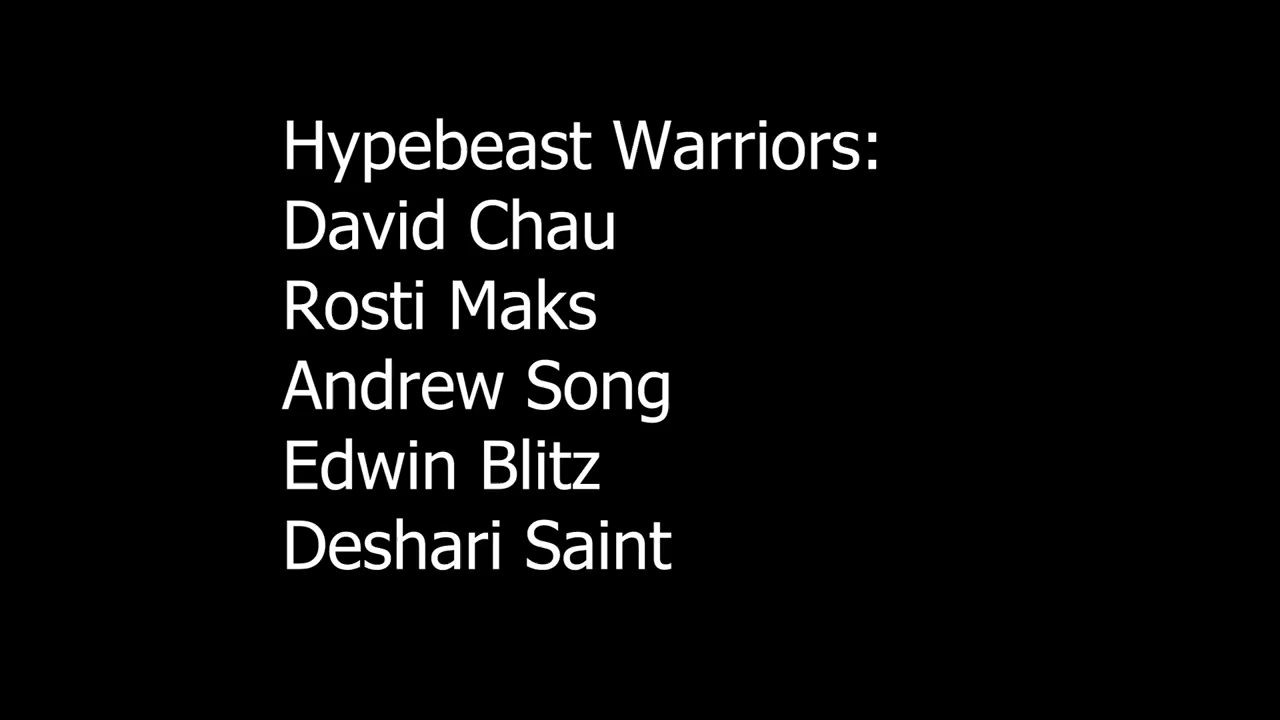 Hypebeast Warriors:
David Chau
Rosti Maks
Andrew Song
Edwin Blitz
Deshari Saint